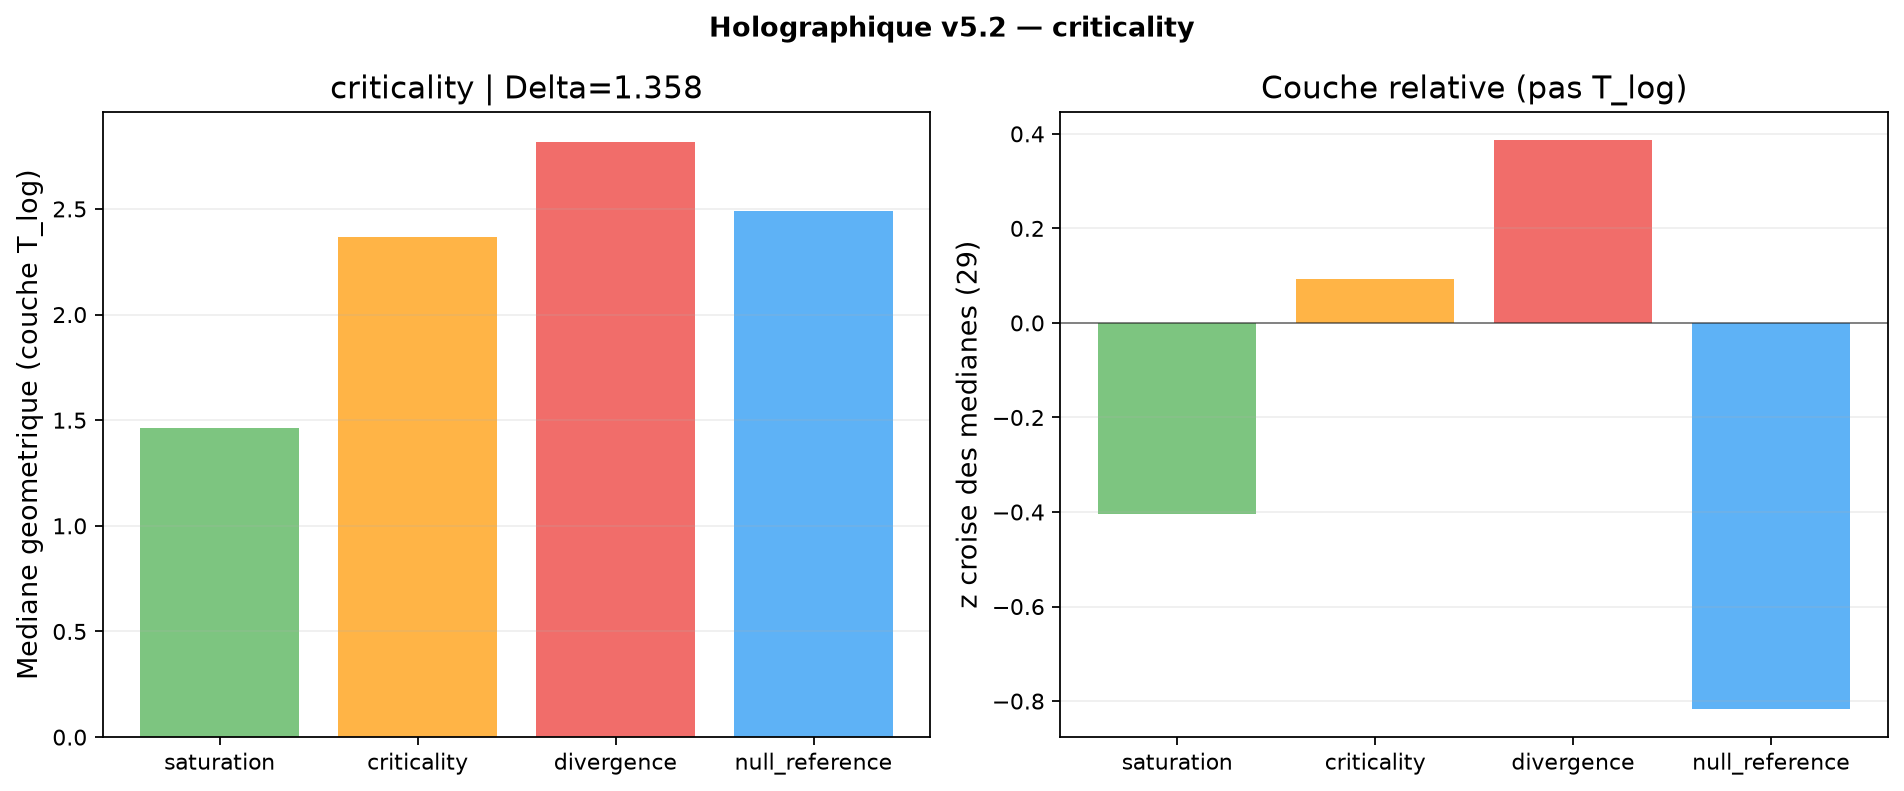 Holographique v5.2 — criticality
criticality | Delta=1.358
Mediane geometrique (couche T_log)
2.5
2.0
1.5
1.0
0.5
0.0
saturation
criticality
divergence
null_reference
Couche relative (pas T_log)
z croise des medianes (29)
0.4
0.2
0.0
−0.2
−0.4
−0.6
−0.8
saturation
criticality
divergence
null_reference